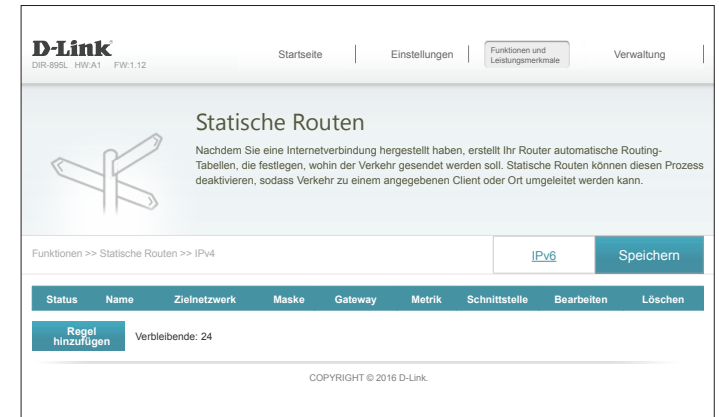 D-Link
DIR-895L HW:A1 FW:1.12
Startseite
Einstellungen
Funktionen und
Leistungsmerkmale
Verwaltung
Statische Routen
Nachdem Sie eine Internetverbindung hergestellt haben, erstellt Ihr Router automatische Routing-
Tabellen, die festlegen, wohin der Verkehr gesendet werden soll. Statische Routen können diesen Prozess
deaktivieren, sodass Verkehr zu einem angegebenen Client oder Ort umgeleitet werden kann.
Funktionen >> Statische Routen >> IPv4
IPv6
Speichern
Status Name Zielnetzwerk Maske Gateway Metrik Schnittstelle Bearbeiten Löschen
Regel
hinzufügen
Verbleibende: 24
COPYRIGHT © 2016 D-Link.